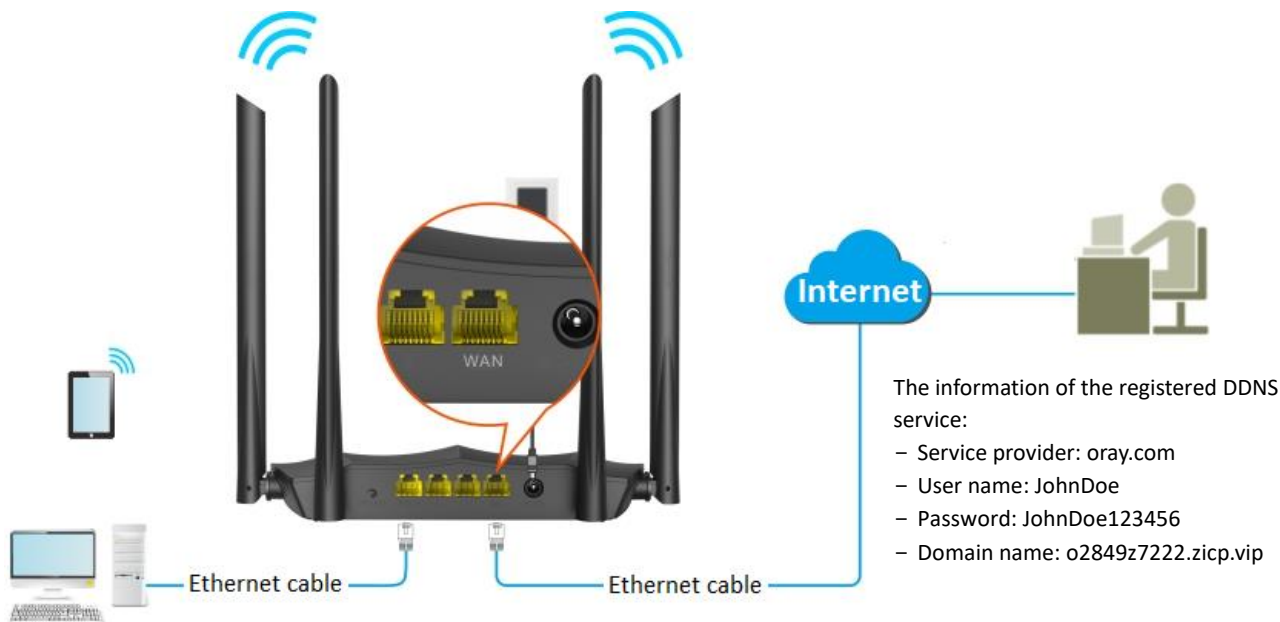 WAN
Internet
The information of the registered DDNS
service:
− Service provider: oray.com
− User name: JohnDoe
− Password: JohnDoe123456
− Domain name: o2849z7222.zicp.vip
Ethernet cable
Ethernet cable